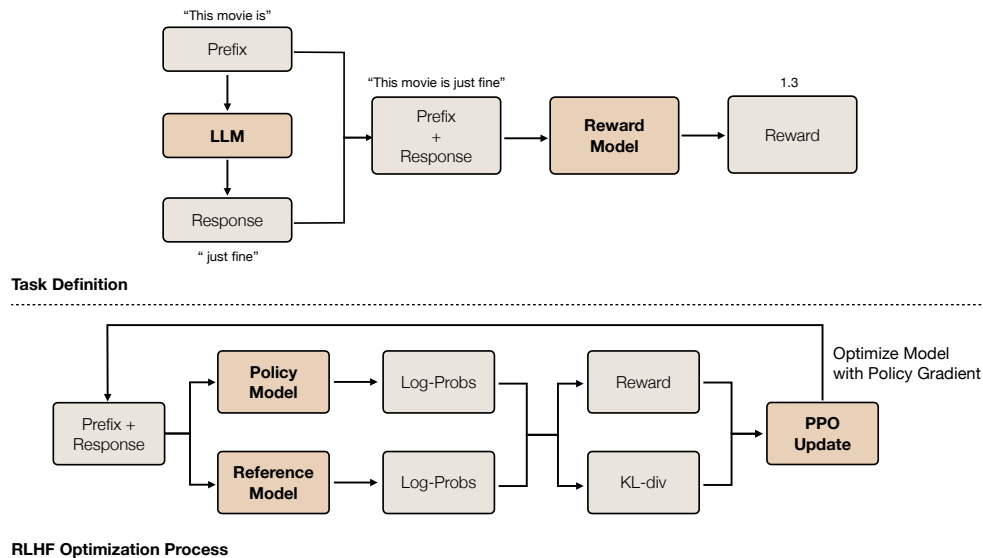 “This movie is”
Prefix
LLM
Response
“ just fine”
“This movie is just fine”
Prefix
+
Response
Reward
Model
1.3
Reward
Task Definition
Optimize Model
with Policy Gradient
Prefix +
Response
Policy
Model
Log-Probs
Reward
PPO
Update
Reference
Model
Log-Probs
KL-div
RLHF Optimization Process